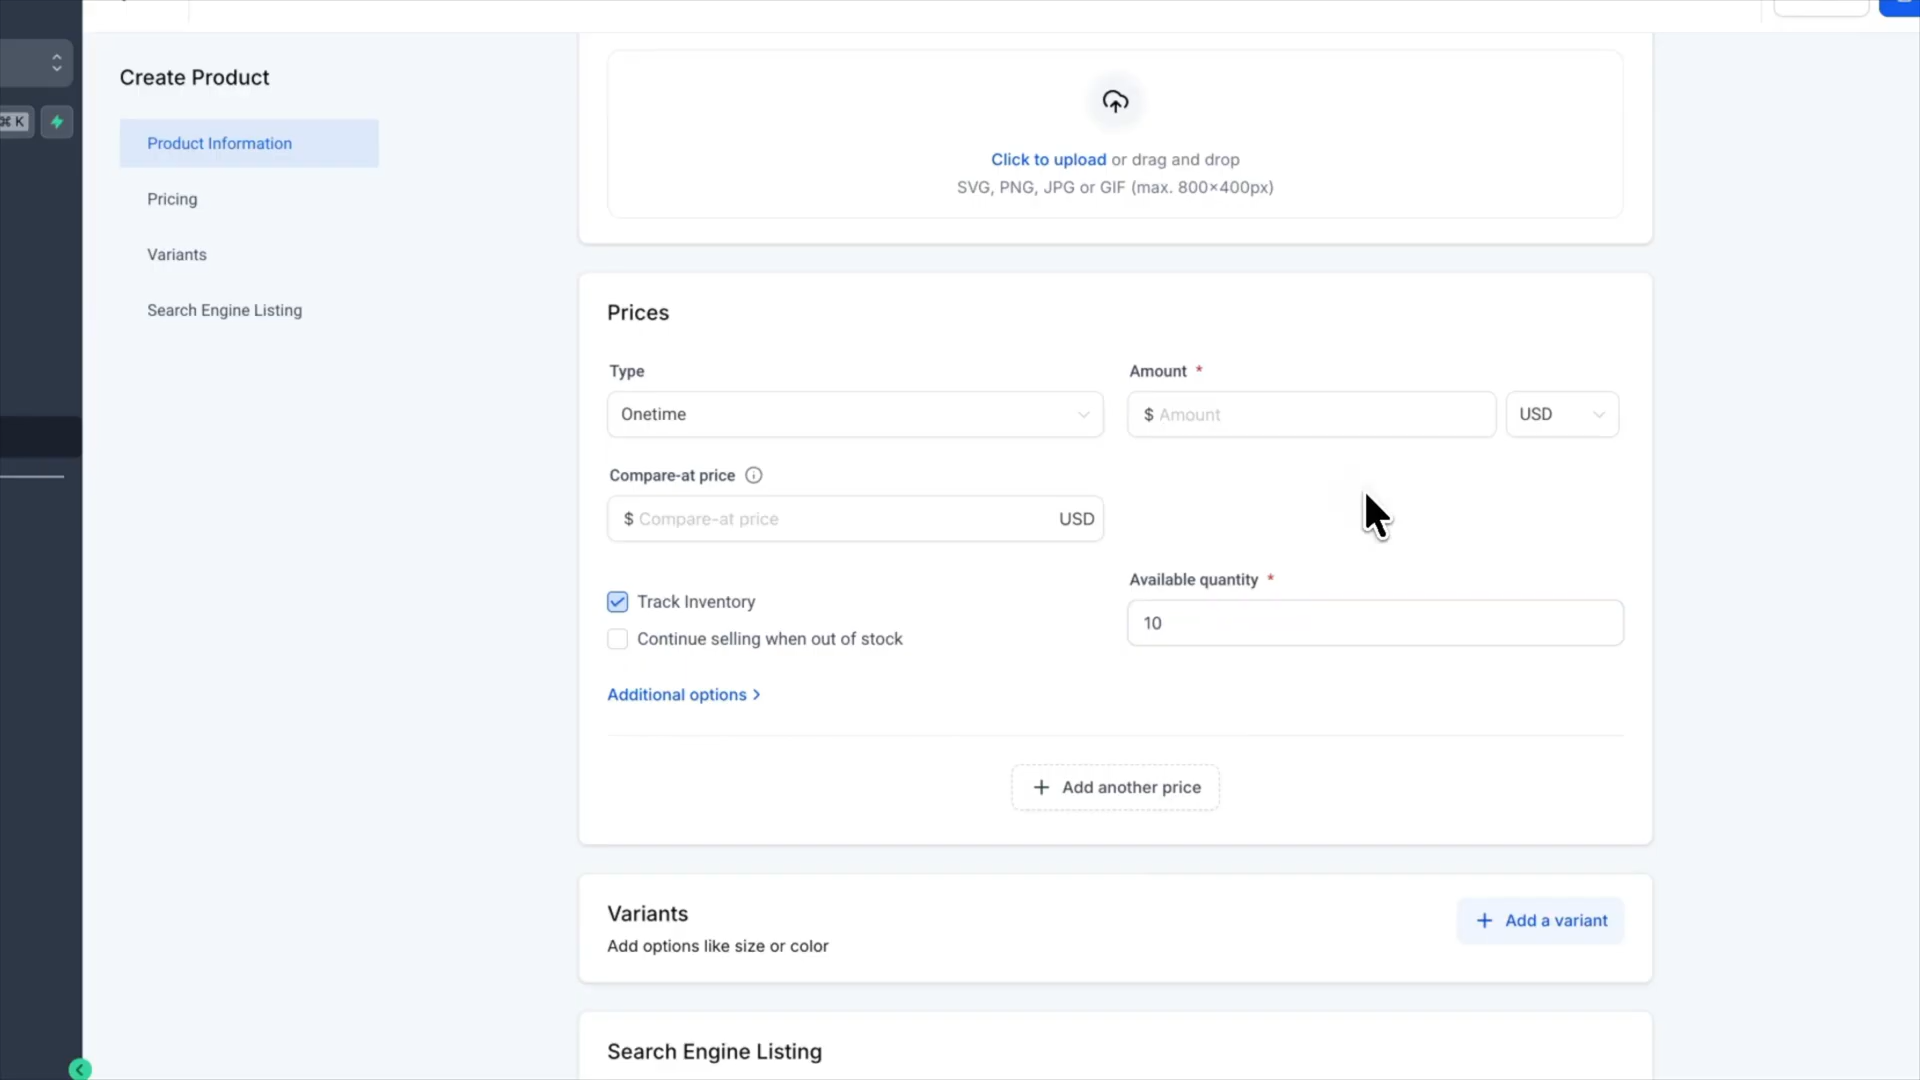 ⌘ K
Create Product
Product Information
Pricing
Variants
Search Engine Listing
Click to upload or drag and drop
SVG, PNG, JPG or GIF (max. 800×400px)
Prices
Type
Amount *
Onetime
$ Amount
USD
Compare-at price
$ Compare-at price
USD
Available quantity *
Track Inventory
10
Continue selling when out of stock
Additional options >
+ Add another price
Variants
+ Add a variant
Add options like size or color
Search Engine Listing